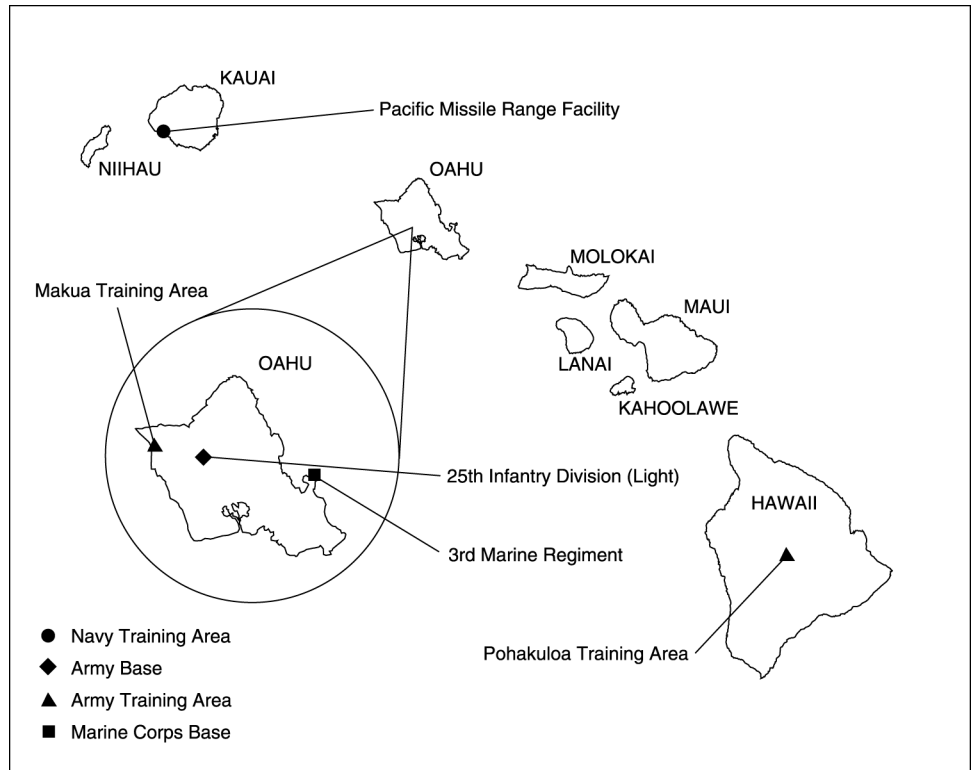 KAUAI
Pacific Missile Range Facility
NIIHAU
OAHU
MOLOKAI
Makua Training Area
MAUI
OAHU
LANAI
KAHOOLAWE
25th Infantry Division (Light)
HAWAII
3rd Marine Regiment
Navy Training Area
Pohakuloa Training Area
Army Base
Army Training Area
Marine Corps Base